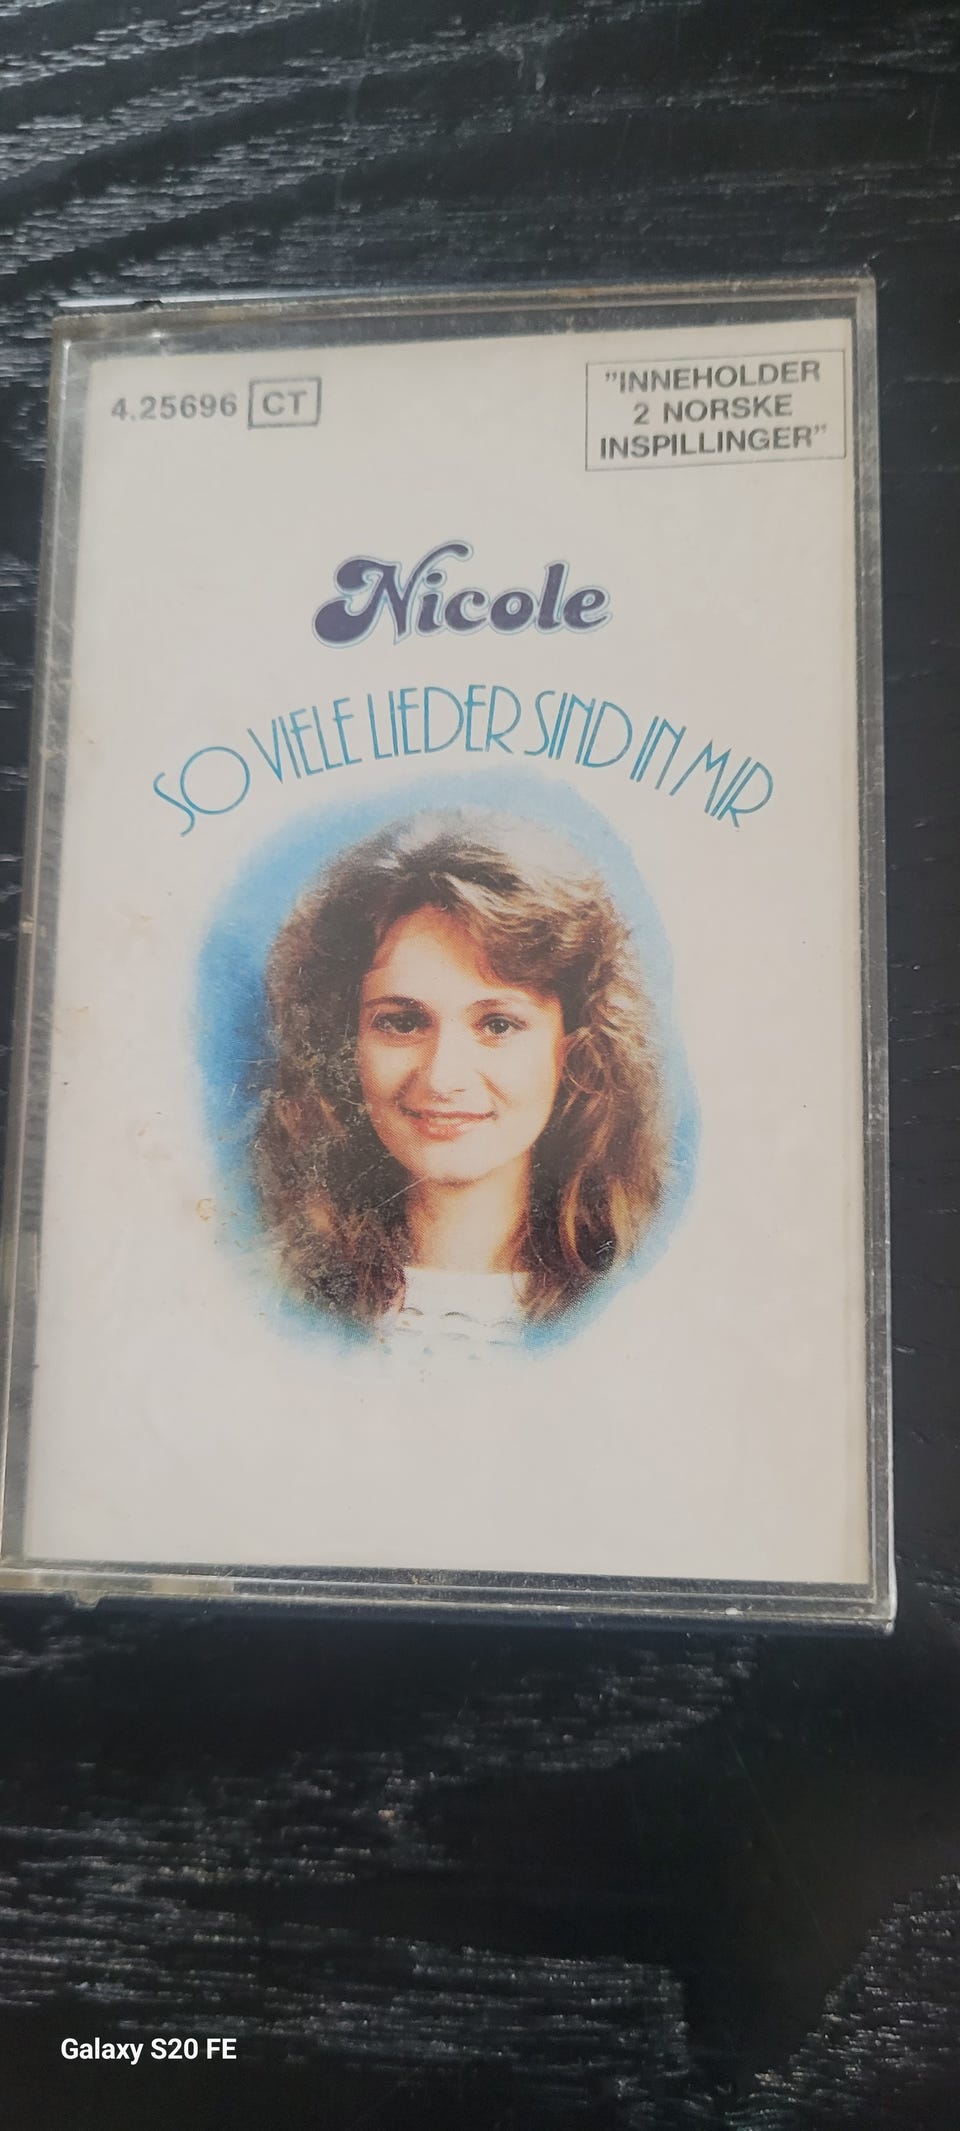 4.25696 CT
"INNEHOLDER
2 NORSKE
INSPILLINGER"
Nicole
SO VIELE LIEDER SIND IN MIR
Galaxy S20 FE